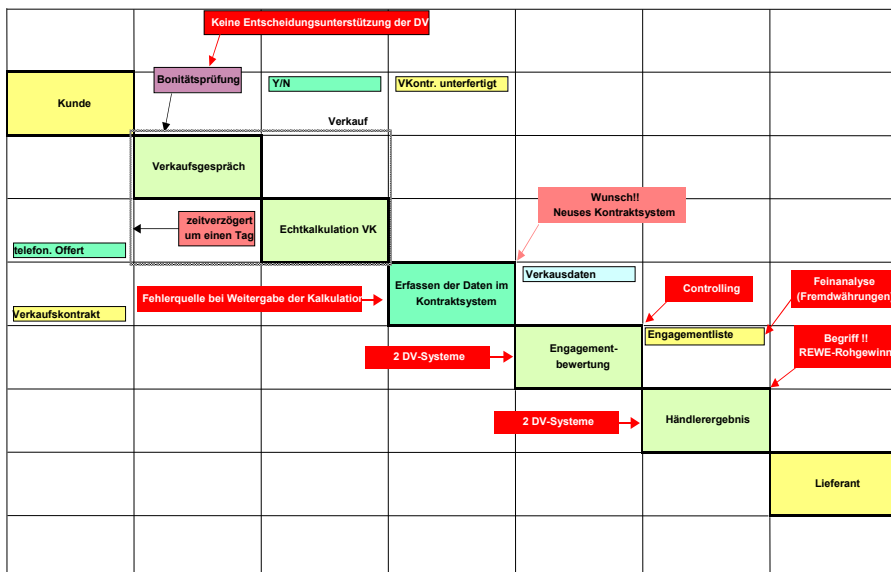 Keine Entscheidungsunterstützung der DV
Bonitätsprüfung
Y/N
VKontr. unterfertigt
Kunde
Verkauf
Verkaufsgespräch
Wunsch!!
Neuses Kontraktsystem
zeitverzögert
um einen Tag
Echtkalkulation VK
telefon. Offert
Verkausdaten
Feinanalyse
(Fremdwährungen)
Controlling
Fehlerquelle bei Weitergabe der Kalkulation
Erfassen der Daten im
Kontraktsystem
Verkaufskontrakt
Engagementliste
Begriff !!
REWE-Rohgewinn
2 DV-Systeme
Engagement-
bewertung
2 DV-Systeme
Händlerergebnis
Lieferant